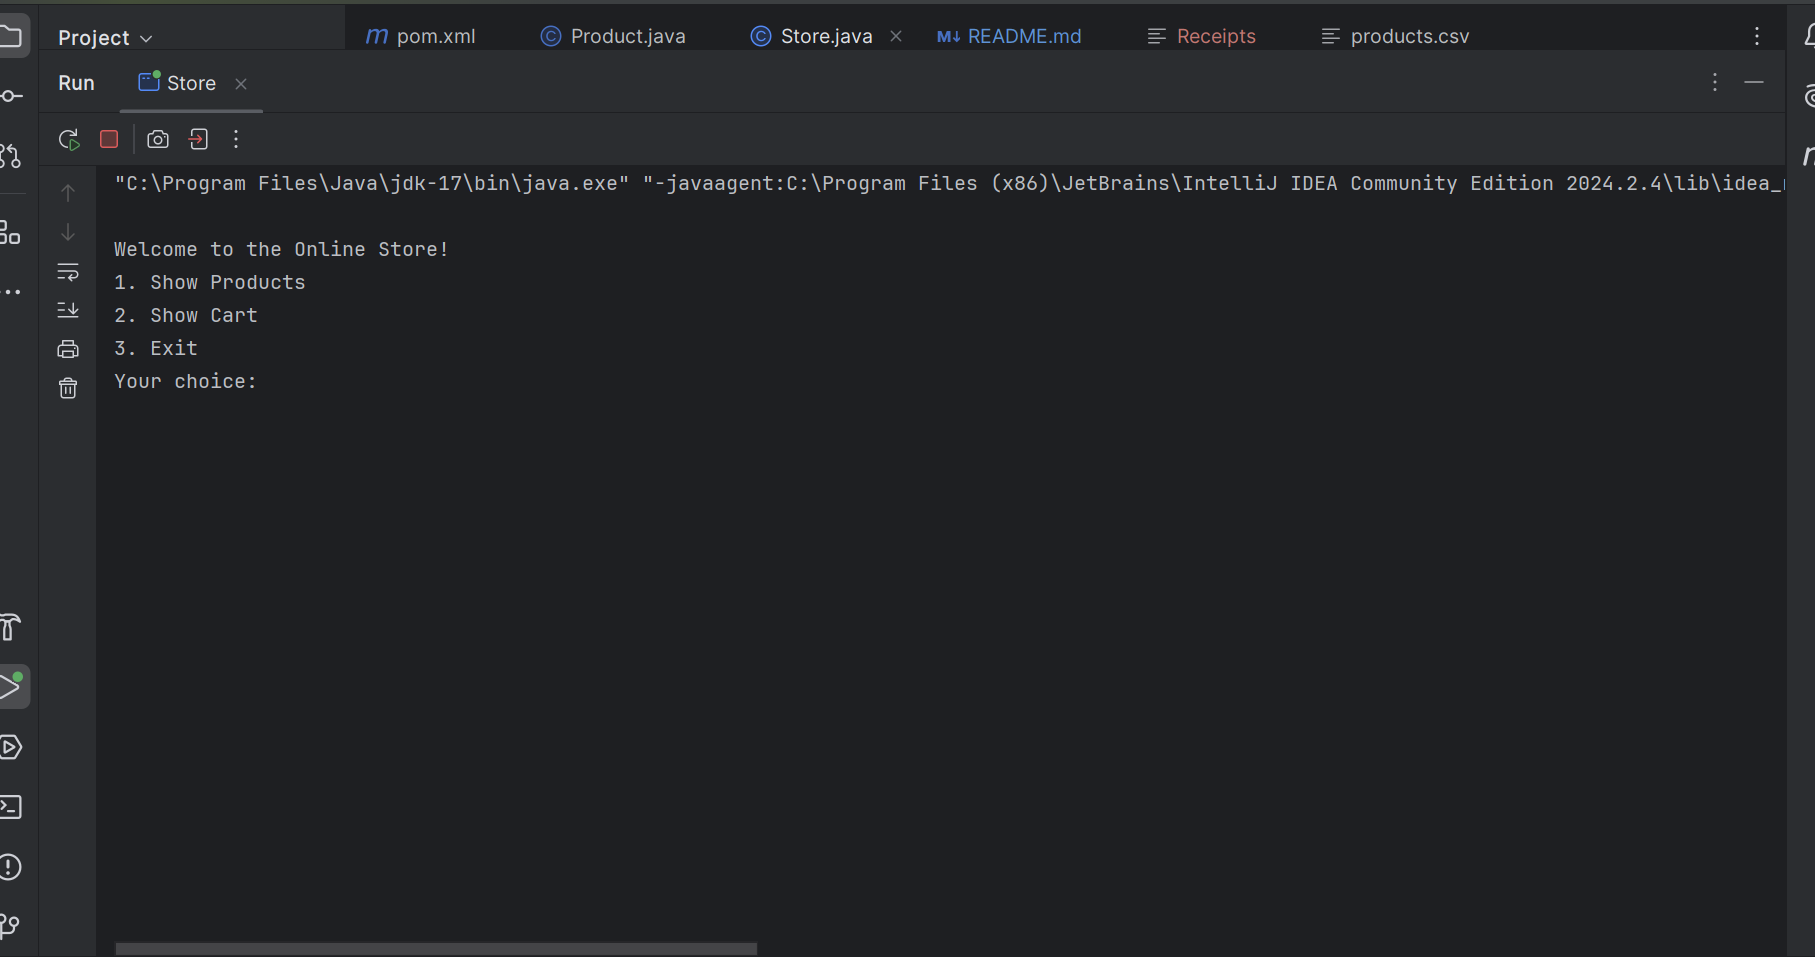 Project
pom.xml
Product.java
Store.java
README.md
Receipts
products.csv
Run
Store
"C:\Program Files\Java\jdk-17\bin\java.exe" "-javaagent:C:\Program Files (x86)\JetBrains\IntelliJ IDEA Community Edition 2024.2.4\lib\idea_
Welcome to the Online Store!
1. Show Products
2. Show Cart
3. Exit
Your choice: